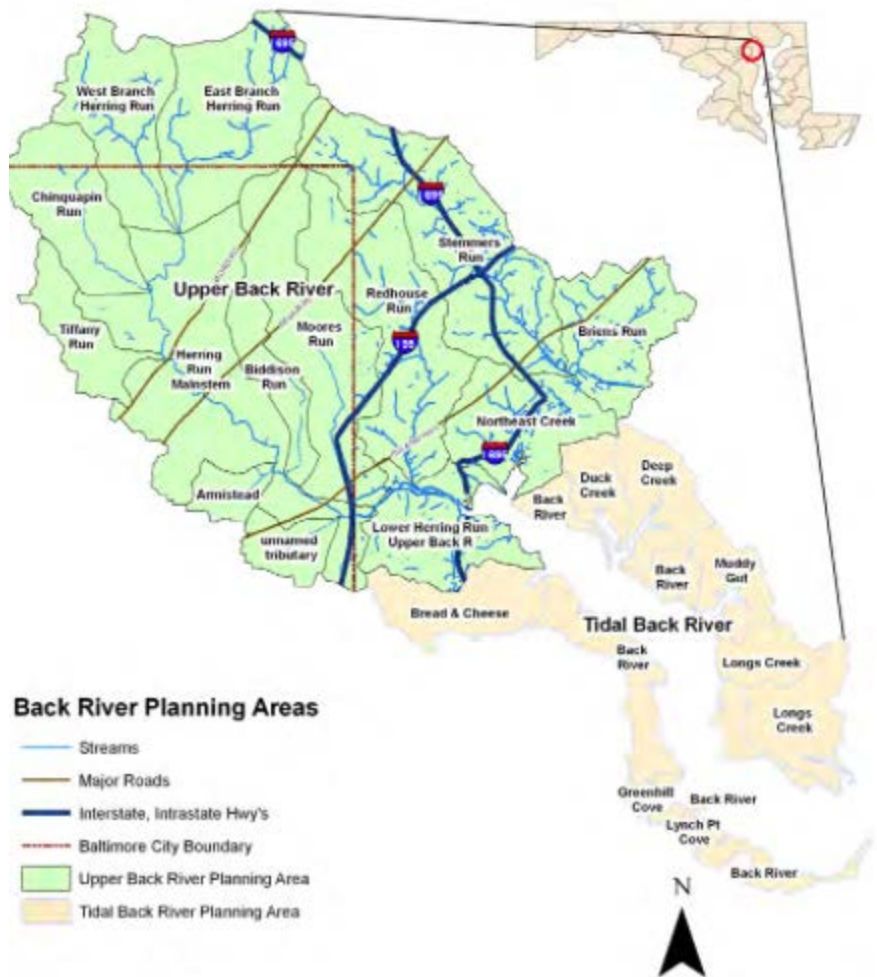 695
West Branch
Herring Run
East Branch
Herring Run
Chinquapin
Run
695
Stemmers
Run
Upper Back River
Redhouse
Run
Moores
Run
Briens Run
Tiffany
Run
Herring
Run
Mainstem
Biddison
Run
Northeast Creek
Armistead
Lower Herring Run
Upper Back R
unnamed
tributary
Back
River
Duck
Creek
Deep
Creek
Back
River
Muddy
Gut
Bread & Cheese
Tidal Back River
Back
River
Longs Creek
Longs
Creek
Greenhill
Cove
Back River
Lynch Pt
Cove
Back River
Back River Planning Areas
Streams
Major Roads
Interstate, Intrastate Hwy's
Baltimore City Boundary
Upper Back River Planning Area
Tidal Back River Planning Area
N